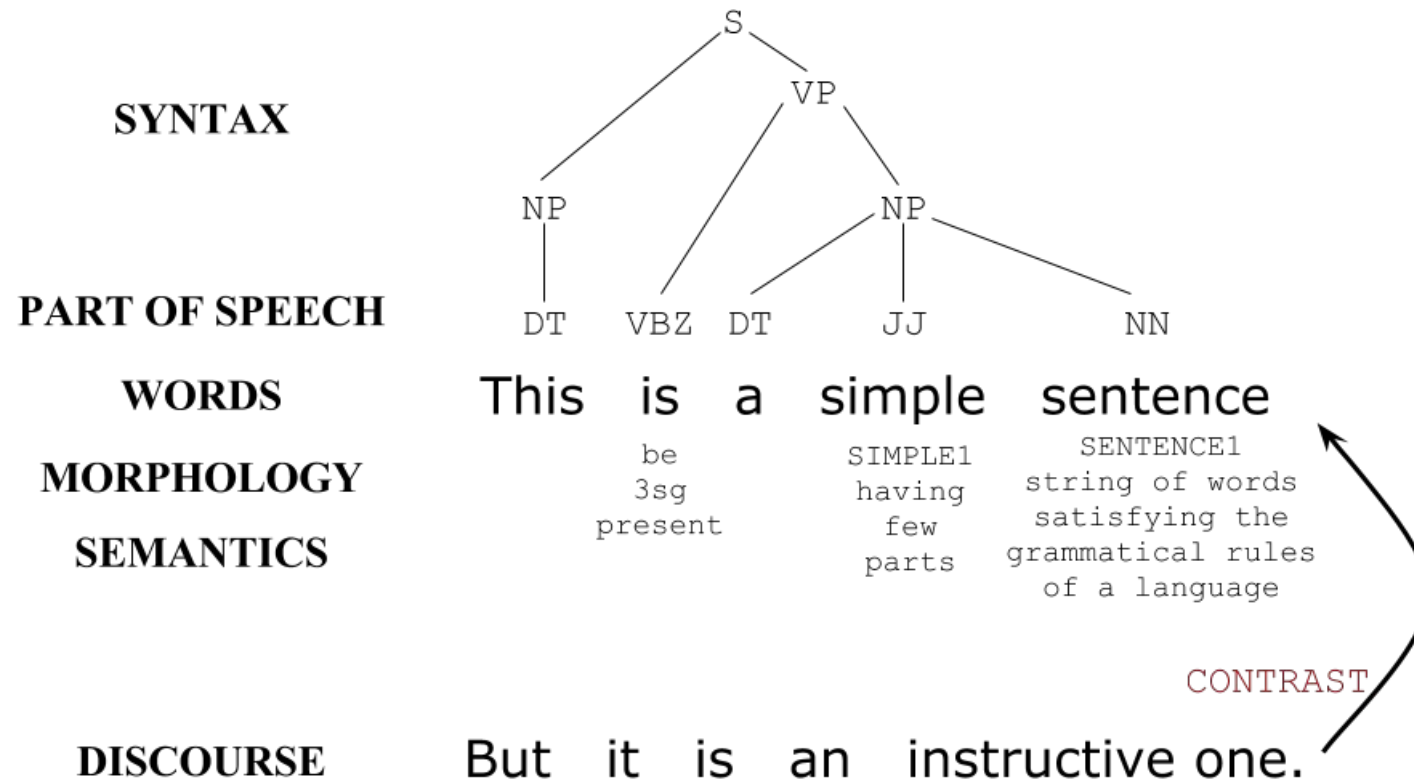 S
VP
SYNTAX
NP NP
PART OF SPEECH DT VBZ DT JJ NN
WORDS This is a simple sentence
MORPHOLOGY
SEMANTICS
be
3sg
present
SIMPLE1
having
few
parts
SENTENCE1
string of words
satisfying the
grammatical rules
of a language
CONTRAST
DISCOURSE But it is an instructive one.